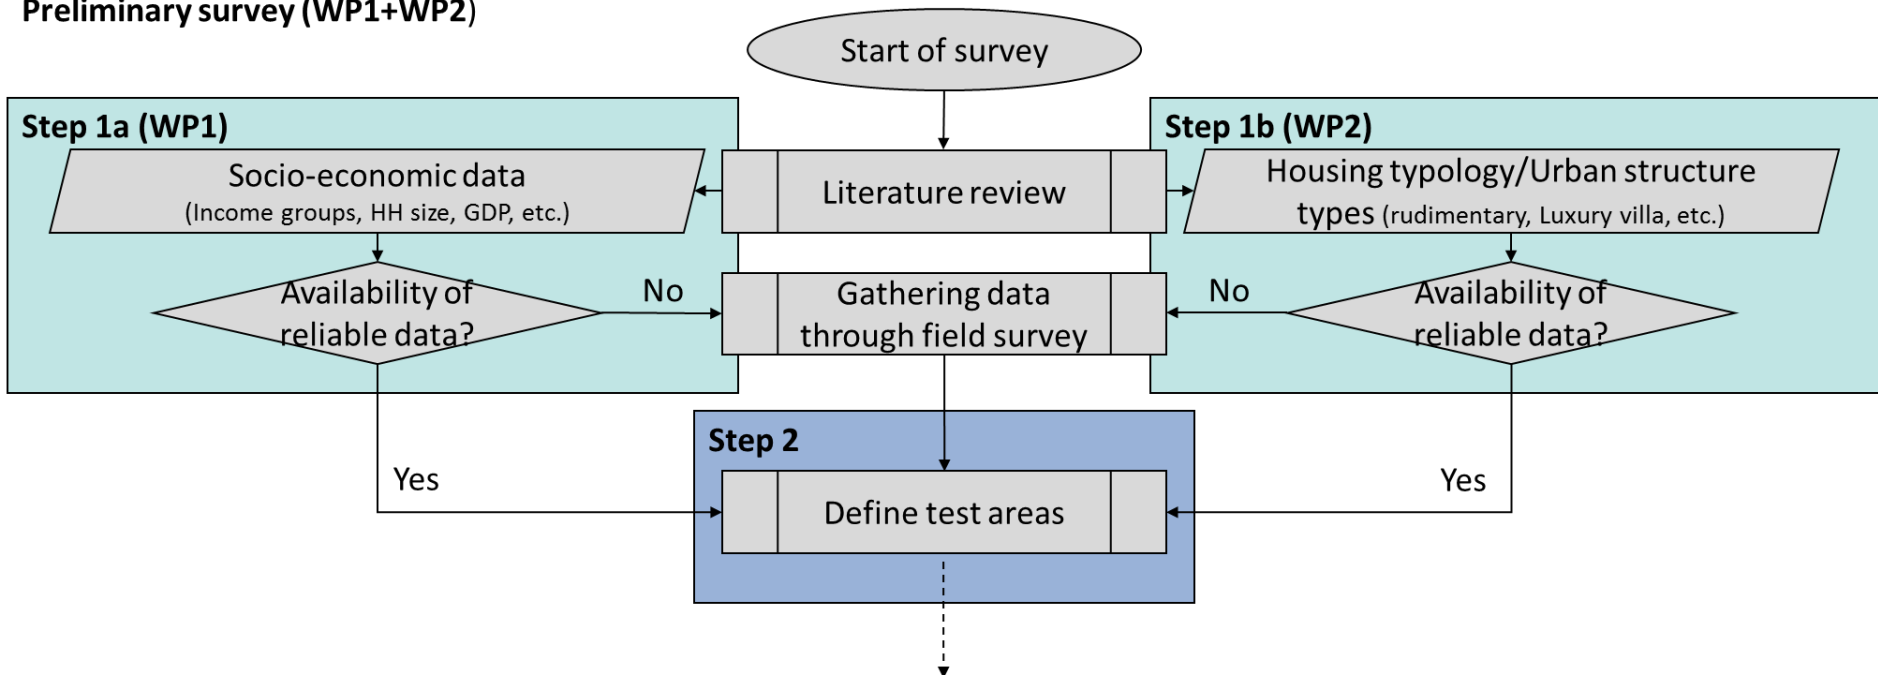 Preliminary survey (WP1+WP2)
Start of survey
Step 1a (WP1)
Socio-economic data
(Income groups, HH size, GDP, etc.)
Availability of
reliable data?
No
Yes
Literature review
Gathering data
through field survey
Step 1b (WP2)
Housing typology/Urban structure
types (rudimentary, Luxury villa, etc.)
Availability of
reliable data?
No
Yes
Step 2
Define test areas